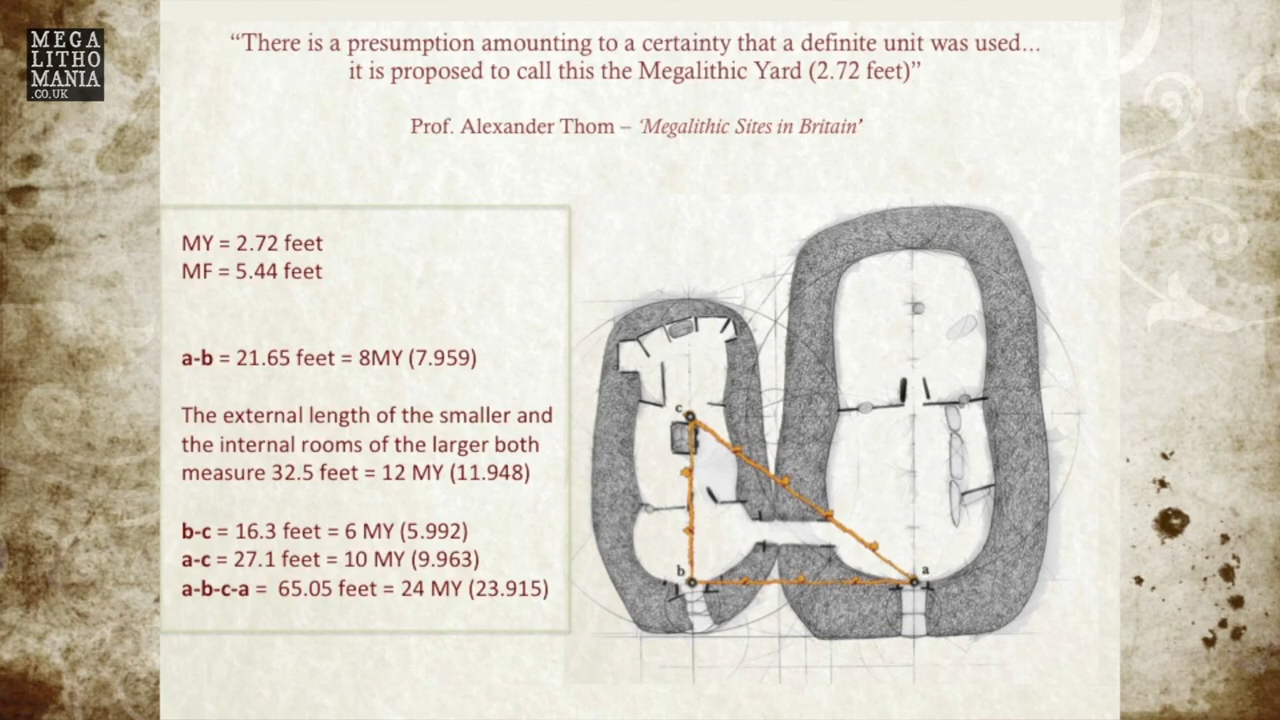 MEGA
LITHO
MANIA
.CO.UK
“There is a presumption amounting to a certainty that a definite unit was used...
it is proposed to call this the Megalithic Yard (2.72 feet)”
Prof. Alexander Thom – ‘Megalithic Sites in Britain’
MY = 2.72 feet
MF = 5.44 feet
a-b = 21.65 feet = 8MY (7.959)
The external length of the smaller and
the internal rooms of the larger both
measure 32.5 feet = 12 MY (11.948)
b-c = 16.3 feet = 6 MY (5.992)
a-c = 27.1 feet = 10 MY (9.963)
a-b-c-a = 65.05 feet = 24 MY (23.915)
c
b
a